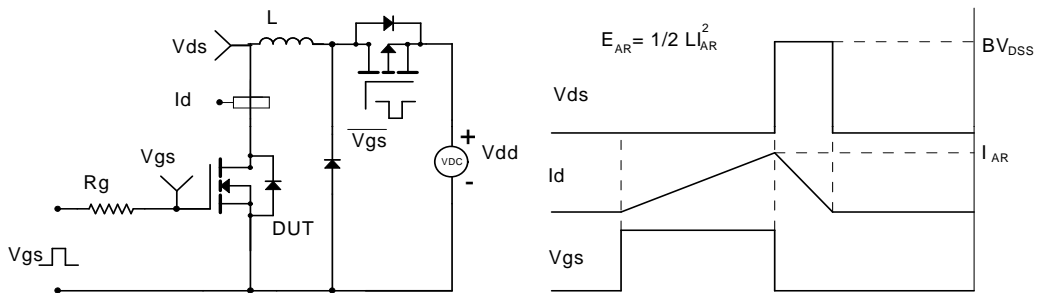 L
Vds
E_AR= 1/2 LI_AR^2
BV_DSS
Vds
Id
Vgs
+
VDC
Vdd
-
I_AR
Vgs
Id
Rg
DUT
Vgs
Vgs